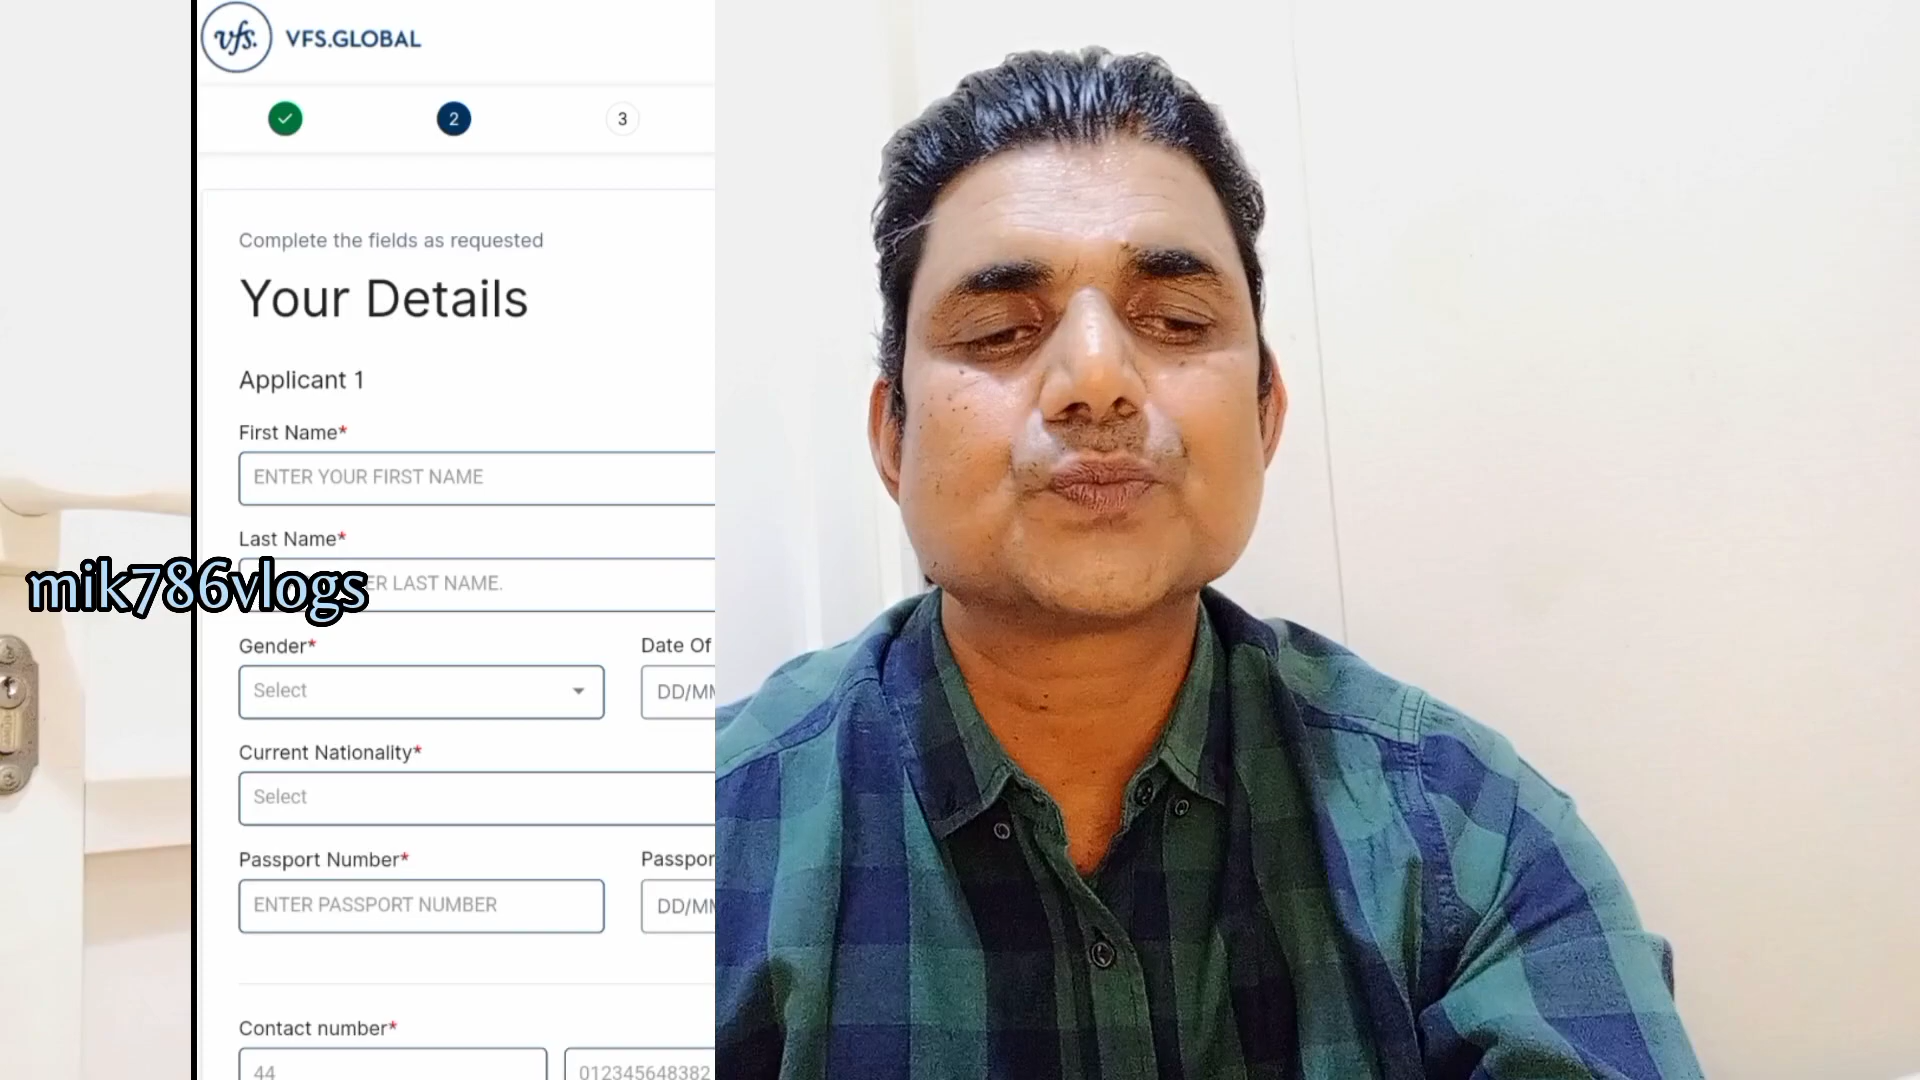 vfs. VFS.GLOBAL
2 3
Complete the fields as requested
Your Details
Applicant 1
First Name*
ENTER YOUR FIRST NAME
Last Name*
ER LAST NAME.
mik786vlogs
Gender* Date Of
Select DD/MM
Current Nationality*
Select
Passport Number* Passpor
ENTER PASSPORT NUMBER DD/MM
Contact number*
44 012345648382